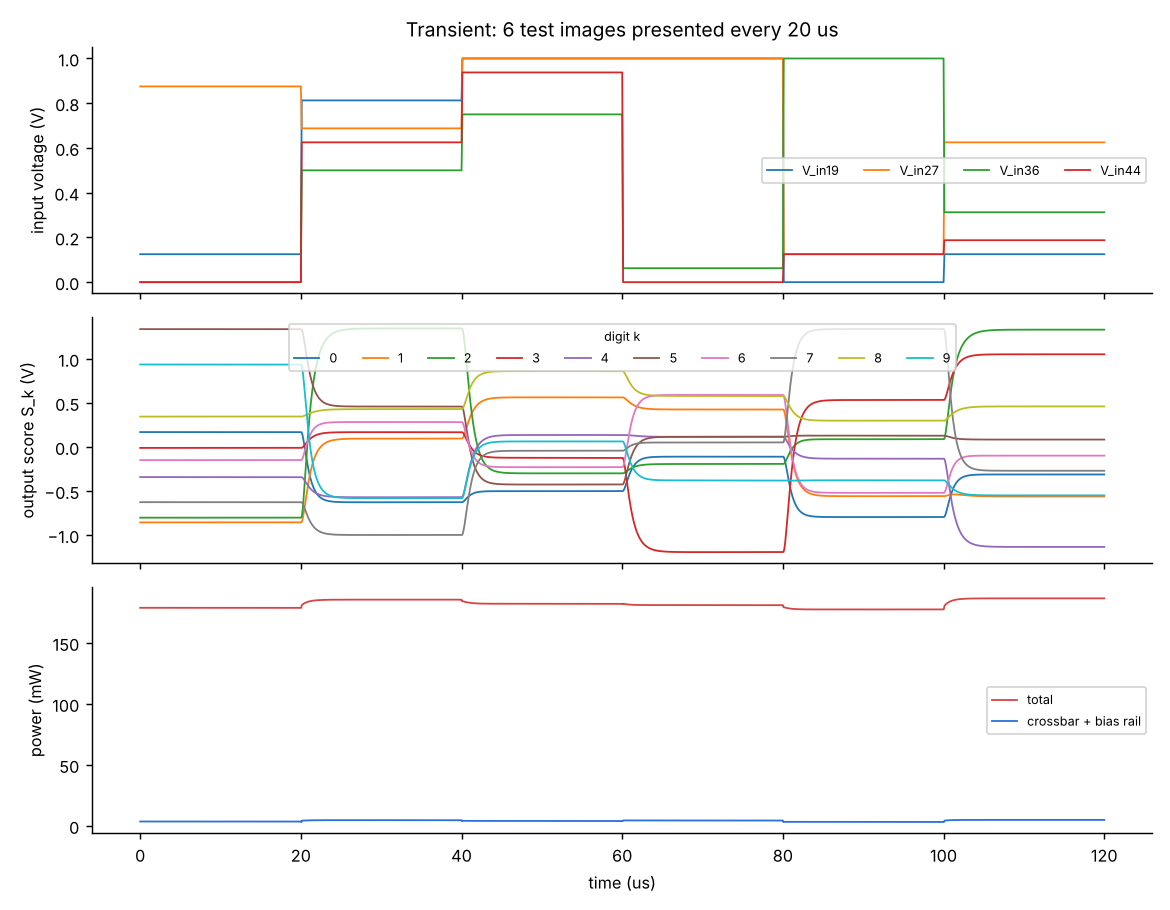 Transient: 6 test images presented every 20 us
input voltage (V)
1.0
0.8
0.6
0.4
0.2
0.0
V_in19 V_in27 V_in36 V_in44
output score S_k (V)
1.0
0.5
0.0
−0.5
−1.0
digit k
0 1 2 3 4 5 6 7 8 9
power (mW)
150
100
50
0
total
crossbar + bias rail
0 20 40 60 80 100 120
time (us)